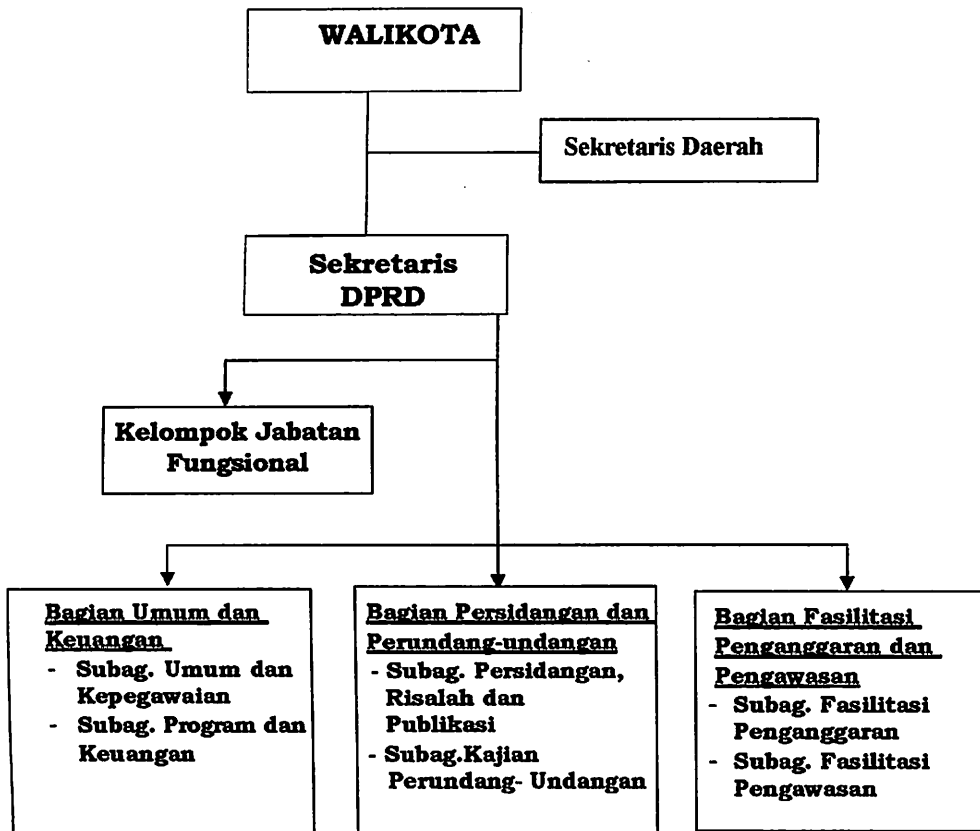 WALIKOTA
Sekretaris Daerah
Sekretaris
DPRD
Kelompok Jabatan
Fungsional
Bagian Umum dan
Keuangan
- Subag. Umum dan
Kepegawaian
- Subag. Program dan
Keuangan
Bagian Persidangan dan
Perundang-undangan
- Subag. Persidangan,
Risalah dan
Publikasi
- Subag.Kajian
Perundang- Undangan
Bagian Fasilitasi
Penganggaran dan
Pengawasan
- Subag. Fasilitasi
Penganggaran
- Subag. Fasilitasi
Pengawasan